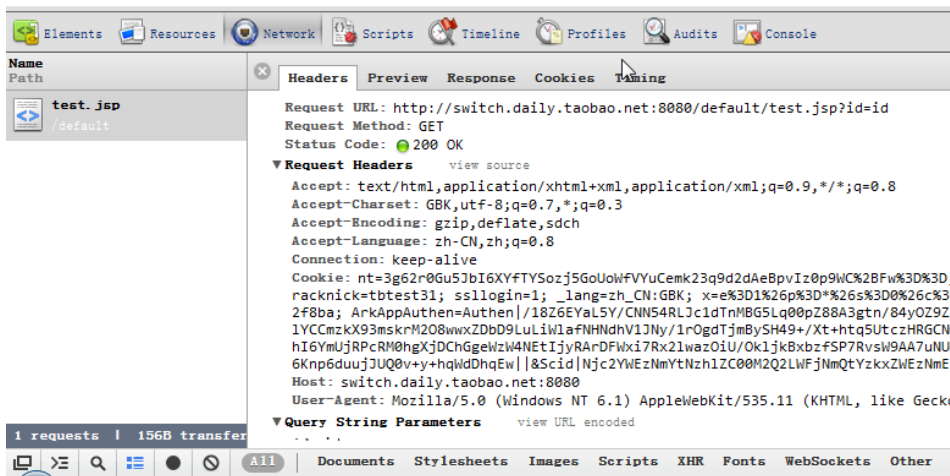 Elements Resources Network Scripts Timeline Profiles Audits Console
Name
Path
Headers Preview Response Cookies Timing
test.jsp
/default
Request URL: http://switch.daily.taobao.net:8080/default/test.jsp?id=id
Request Method: GET
Status Code: 200 OK
Request Headers view source
Accept: text/html,application/xhtml+xml,application/xml;q=0.9,*/*;q=0.8
Accept-Charset: GBK,utf-8;q=0.7,*;q=0.3
Accept-Encoding: gzip,deflate,sdch
Accept-Language: zh-CN,zh;q=0.8
Connection: keep-alive
Cookie: nt=3g62r0Gu5JbI6XYfTYSozj5GoUoWfVYuCemk23q9d2dAeBpvIz0p9WC%2BFw%3D%3D
racknick=tbtest31; ssllogin=1; _lang=zh_CN:GBK; x=e%3D1%26p%3D*%26s%3D0%26c%3
2f8ba; ArkAppAuthen=Authen|/18Z6EYaL5Y/CNN54RLJc1dTnMBG5Lq00pZ88A3gtn/84yOZ9Z
lYCCmzkX93mskrM2O8wwxZDbD9LuLiWlafNHNdhV1JNy/1rOgdTjmBySH49+/Xt+htq5UtczHRGCN
hI6YmUjRPcRM0hgXjDChGgeWzW4NEtIjyRArDFWxi7Rx2lwazOiU/OkljkBxbzfSP7RvsW9AA7uNU
6Knp6duujJUQ0v+y+hqWdDhqEw||&Scid|Njc2YWEzNmYtNzhlZC00M2Q2LWFjNmQtYzkxZWEzNmE
Host: switch.daily.taobao.net:8080
User-Agent: Mozilla/5.0 (Windows NT 6.1) AppleWebKit/535.11 (KHTML, like Gecko
Query String Parameters view URL encoded
1 requests | 156B transfer
All Documents Stylesheets Images Scripts XHR Fonts WebSockets Other